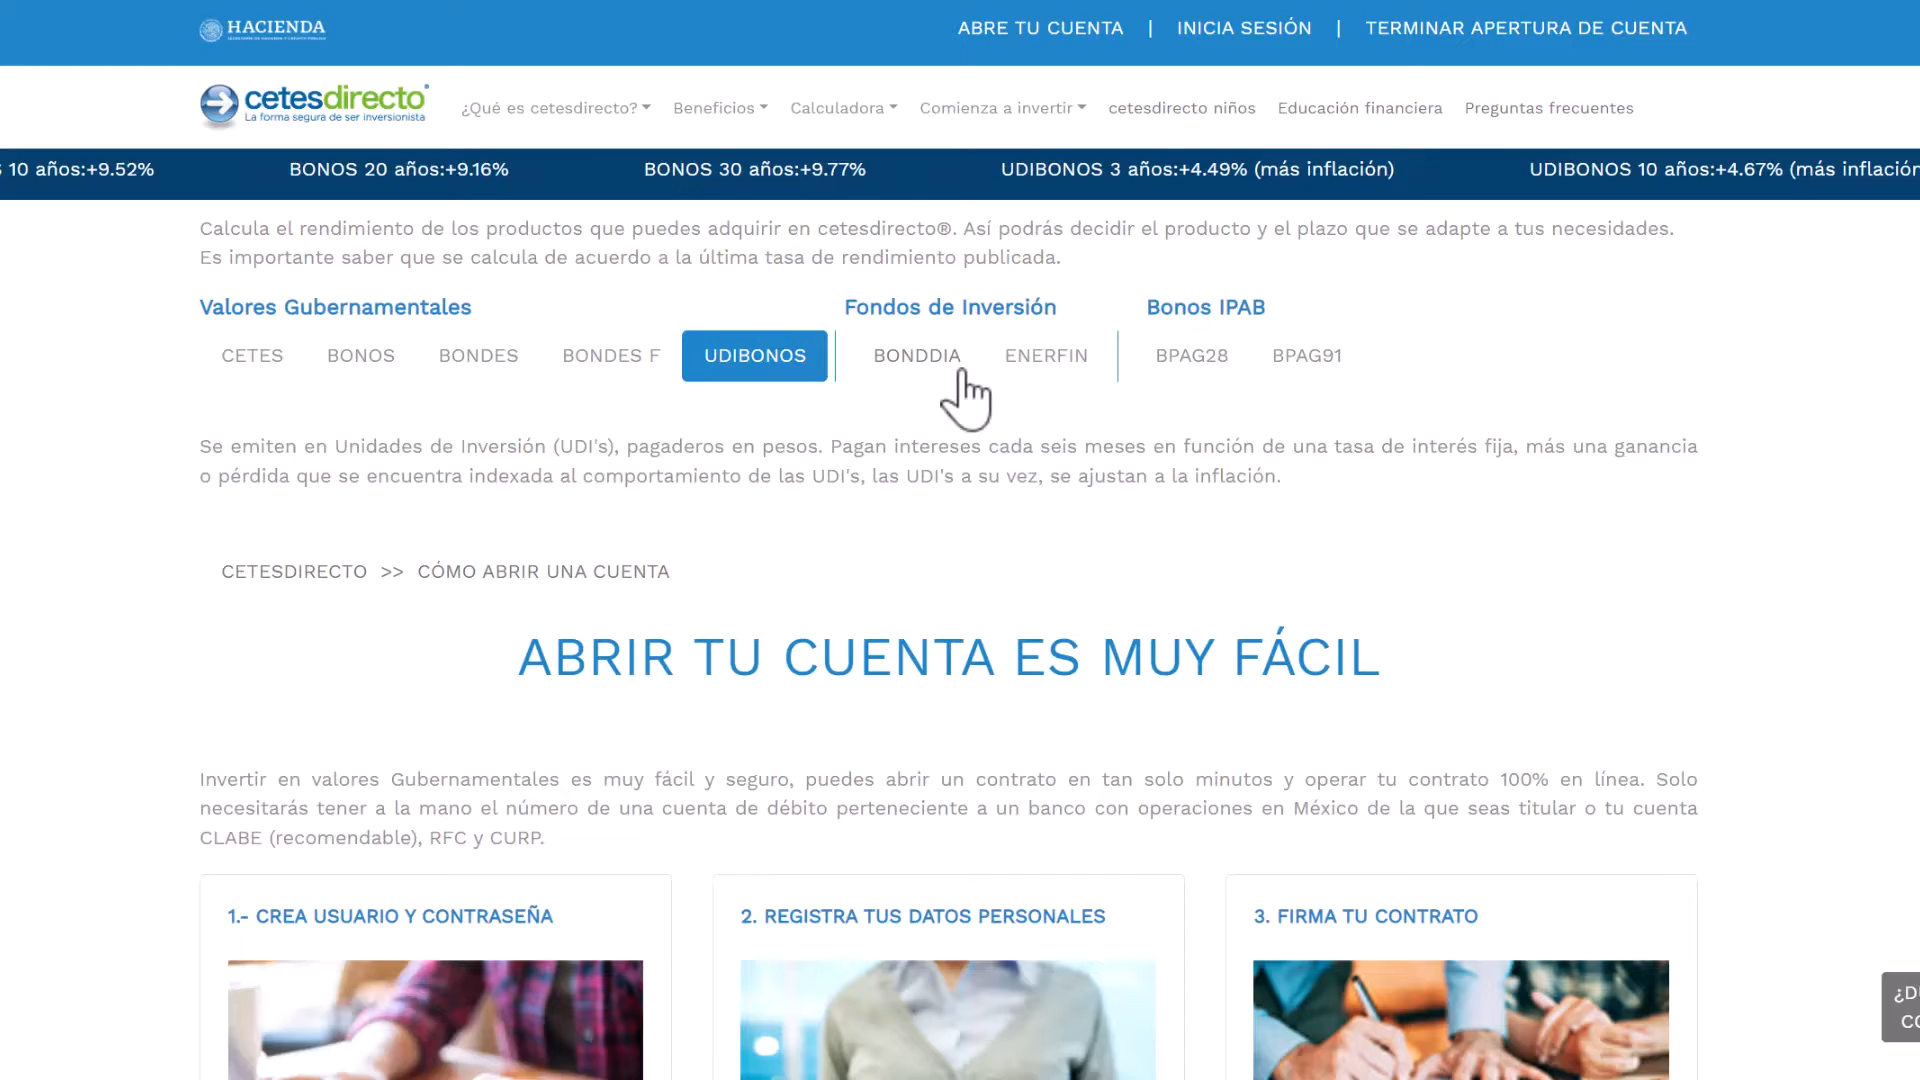 HACIENDA
ABRE TU CUENTA | INICIA SESIÓN | TERMINAR APERTURA DE CUENTA
cetesdirecto
La forma segura de ser inversionista
¿Qué es cetesdirecto? Beneficios Calculadora Comienza a invertir cetesdirecto niños Educación financiera Preguntas frecuentes
10 años:+9.52% BONOS 20 años:+9.16% BONOS 30 años:+9.77% UDIBONOS 3 años:+4.49% (más inflación) UDIBONOS 10 años:+4.67% (más inflación
Calcula el rendimiento de los productos que puedes adquirir en cetesdirecto®. Así podrás decidir el producto y el plazo que se adapte a tus necesidades.
Es importante saber que se calcula de acuerdo a la última tasa de rendimiento publicada.
Valores Gubernamentales Fondos de Inversión Bonos IPAB
CETES BONOS BONDES BONDES F UDIBONOS BONDDIA ENERFIN BPAG28 BPAG91
Se emiten en Unidades de Inversión (UDI's), pagaderos en pesos. Pagan intereses cada seis meses en función de una tasa de interés fija, más una ganancia
o pérdida que se encuentra indexada al comportamiento de las UDI's, las UDI's a su vez, se ajustan a la inflación.
CETESDIRECTO >> CÓMO ABRIR UNA CUENTA
ABRIR TU CUENTA ES MUY FÁCIL
Invertir en valores Gubernamentales es muy fácil y seguro, puedes abrir un contrato en tan solo minutos y operar tu contrato 100% en línea. Solo
necesitarás tener a la mano el número de una cuenta de débito perteneciente a un banco con operaciones en México de la que seas titular o tu cuenta
CLABE (recomendable), RFC y CURP.
1.- CREA USUARIO Y CONTRASEÑA
2. REGISTRA TUS DATOS PERSONALES
3. FIRMA TU CONTRATO